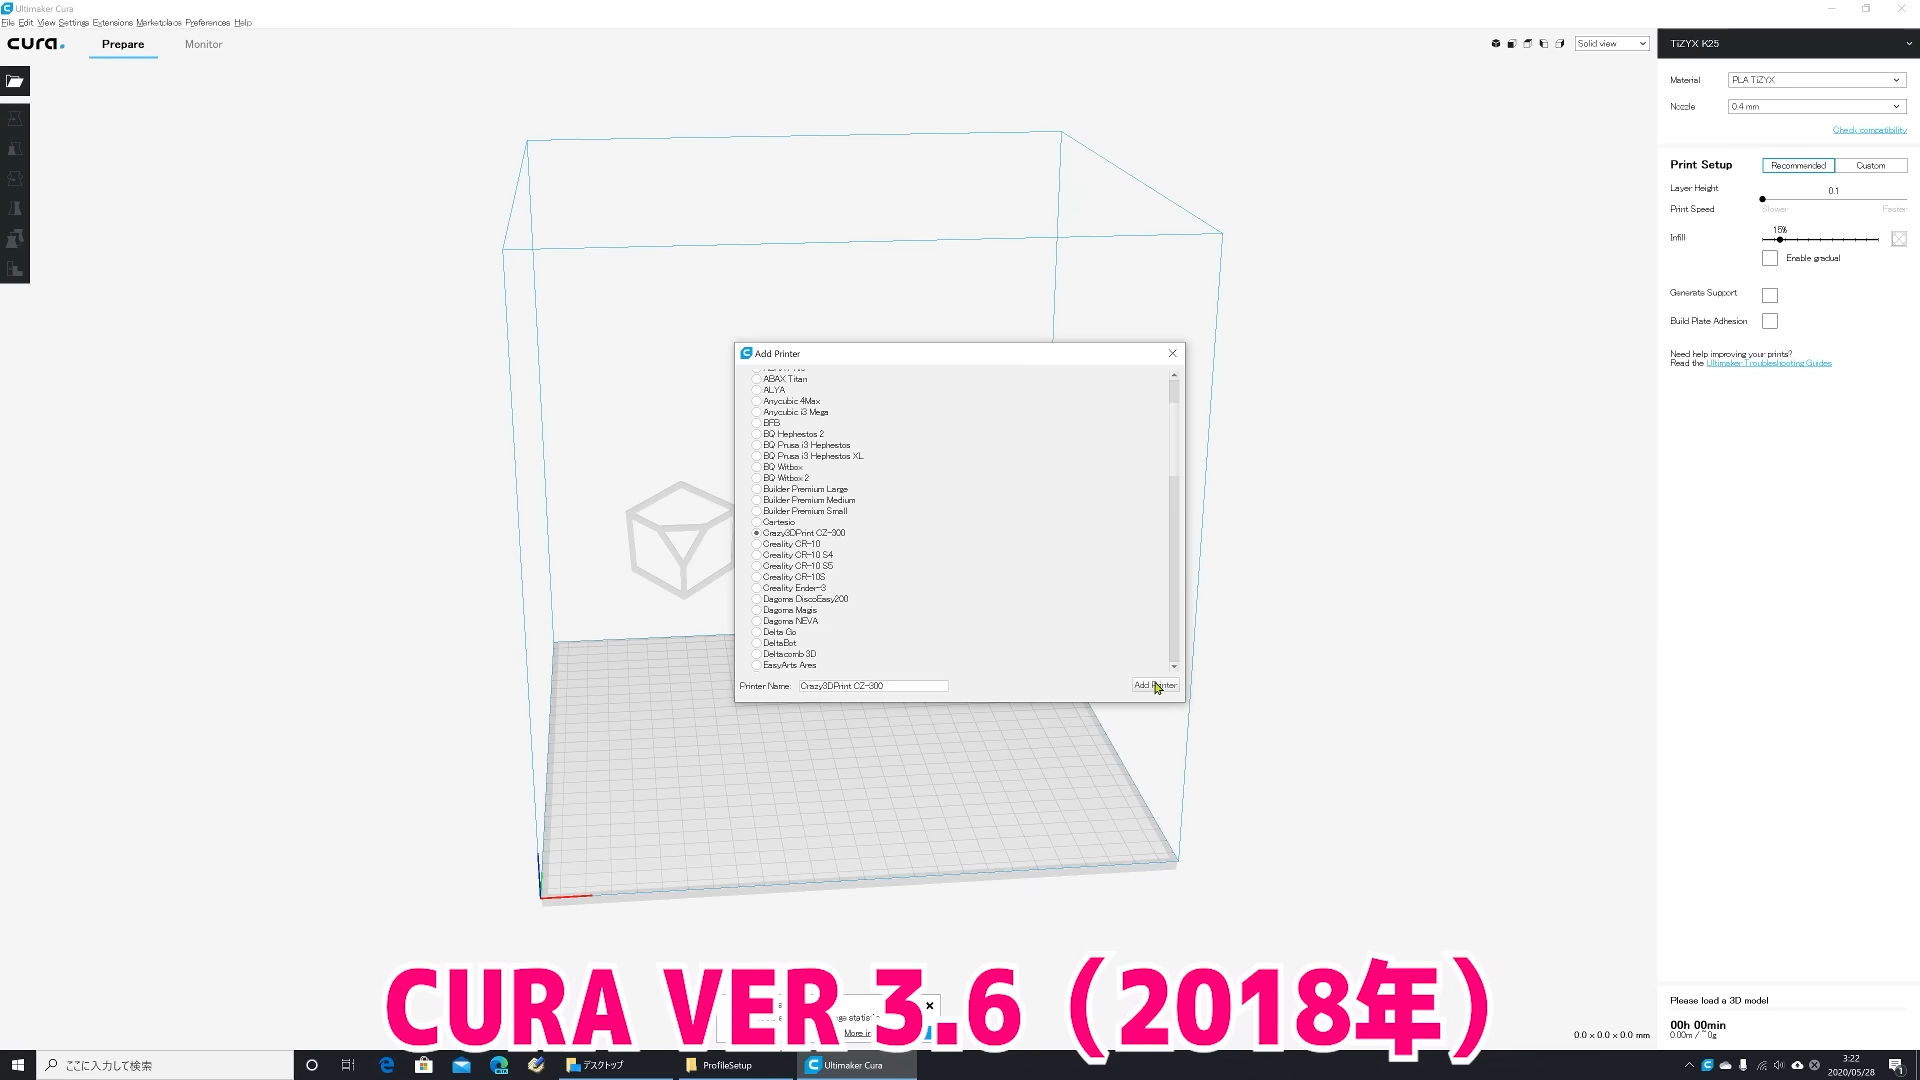 Ultimaker Cura
File Edit View Settings Extensions Marketplace Preferences Help
cura.
Prepare
Monitor
Solid view
TiZYX K25
Material
PLA TiZYX
Nozzle
0.4 mm
Check compatibility
Print Setup
Recommended
Custom
Layer Height
0.1
Print Speed
Slower
Faster
Infill
15%
Enable gradual
Generate Support
Build Plate Adhesion
Need help improving your prints?
Read the Ultimaker Troubleshooting Guides
Add Printer
ABAX Titan
ALYA
Anycubic 4Max
Anycubic i3 Mega
BFB
BQ Hephestos 2
BQ Prusa i3 Hephestos
BQ Prusa i3 Hephestos XL
BQ Witbox
BQ Witbox 2
Builder Premium Large
Builder Premium Medium
Builder Premium Small
Cartesio
Crazy3DPrint CZ-300
Creality CR-10
Creality CR-10 S4
Creality CR-10 S5
Creality CR-10S
Creality Ender-3
Dagoma DiscoEasy200
Dagoma Magis
Dagoma NEVA
Delta Go
DeltaBot
Deltacomb 3D
EasyArts Ares
Printer Name:
Crazy3DPrint CZ-300
Add Printer
CURA VER 3.6（2018年）
More in
Please load a 3D model
00h 00min
0.00m / ~0g
0.0 x 0.0 x 0.0 mm
ここに入力して検索
デスクトップ
ProfileSetup
Ultimaker Cura
3:22
2020/05/28